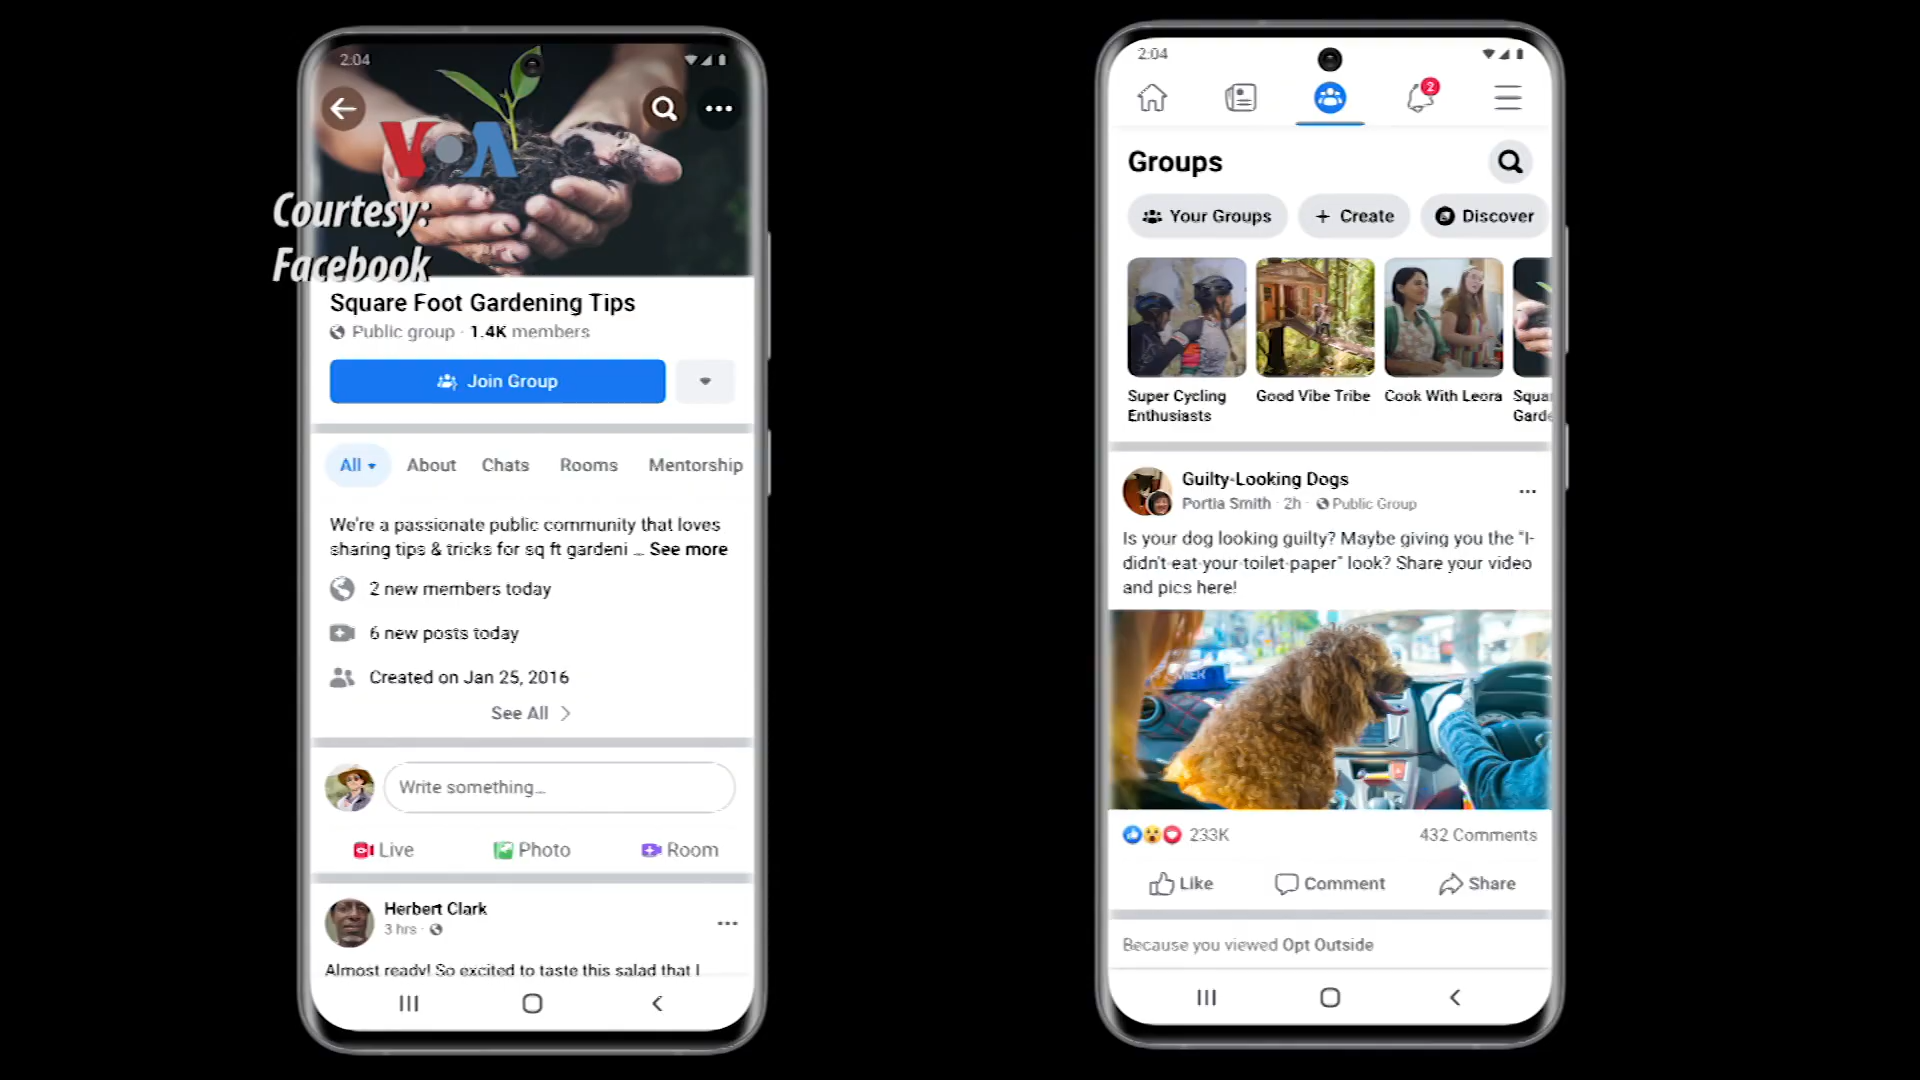 2:04
VOA
Courtesy:
Facebook
Square Foot Gardening Tips
Public group · 1.4K members
Join Group
All
About
Chats
Rooms
Mentorship
We're a passionate public community that loves
sharing tips & tricks for sq ft gardeni ... See more
2 new members today
6 new posts today
Created on Jan 25, 2016
See All
Write something...
Live
Photo
Room
Herbert Clark
3 hrs ·
Almost ready! So excited to taste this salad that I
2:04
2
Groups
Your Groups
+ Create
Discover
Super Cycling
Enthusiasts
Good Vibe Tribe
Cook With Leora
Squar
Garde
Guilty-Looking Dogs
Portia Smith · 2h · Public Group
Is your dog looking guilty? Maybe giving you the "I-
didn't-eat-your-toilet-paper" look? Share your video
and pics here!
233K
432 Comments
Like
Comment
Share
Because you viewed Opt Outside